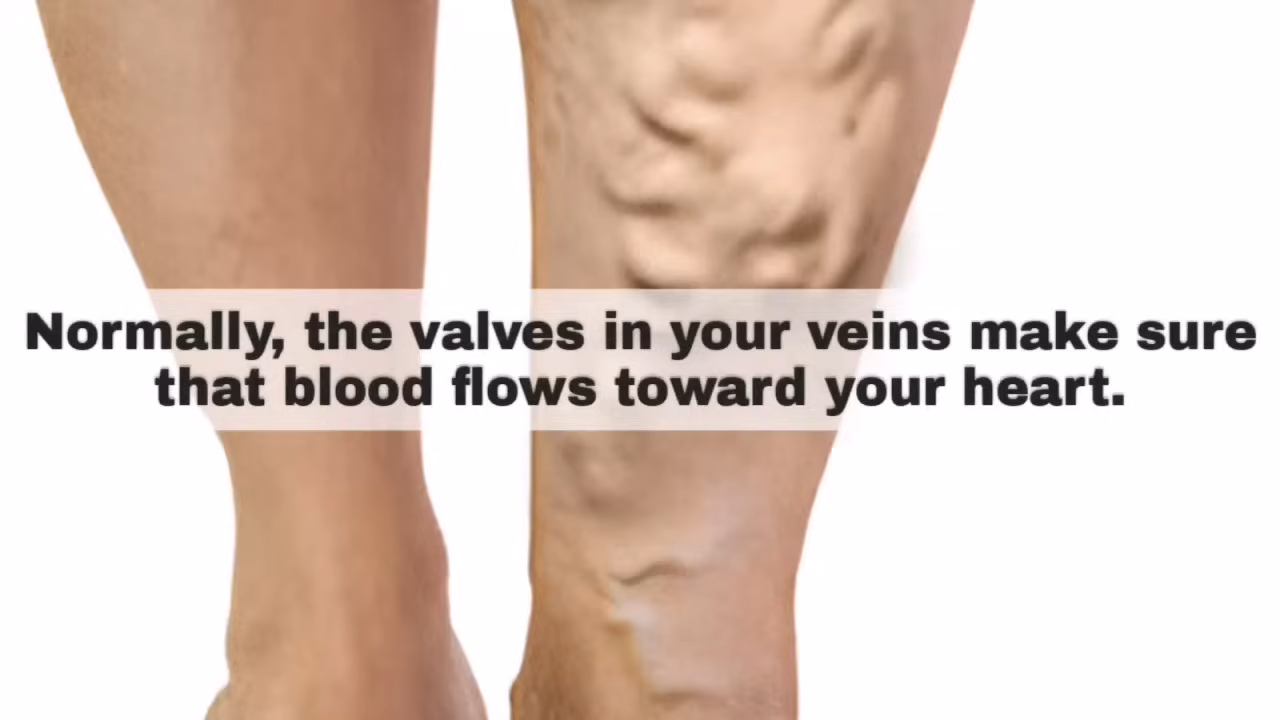 Normally, the valves in your veins make sure
that blood flows toward your heart.